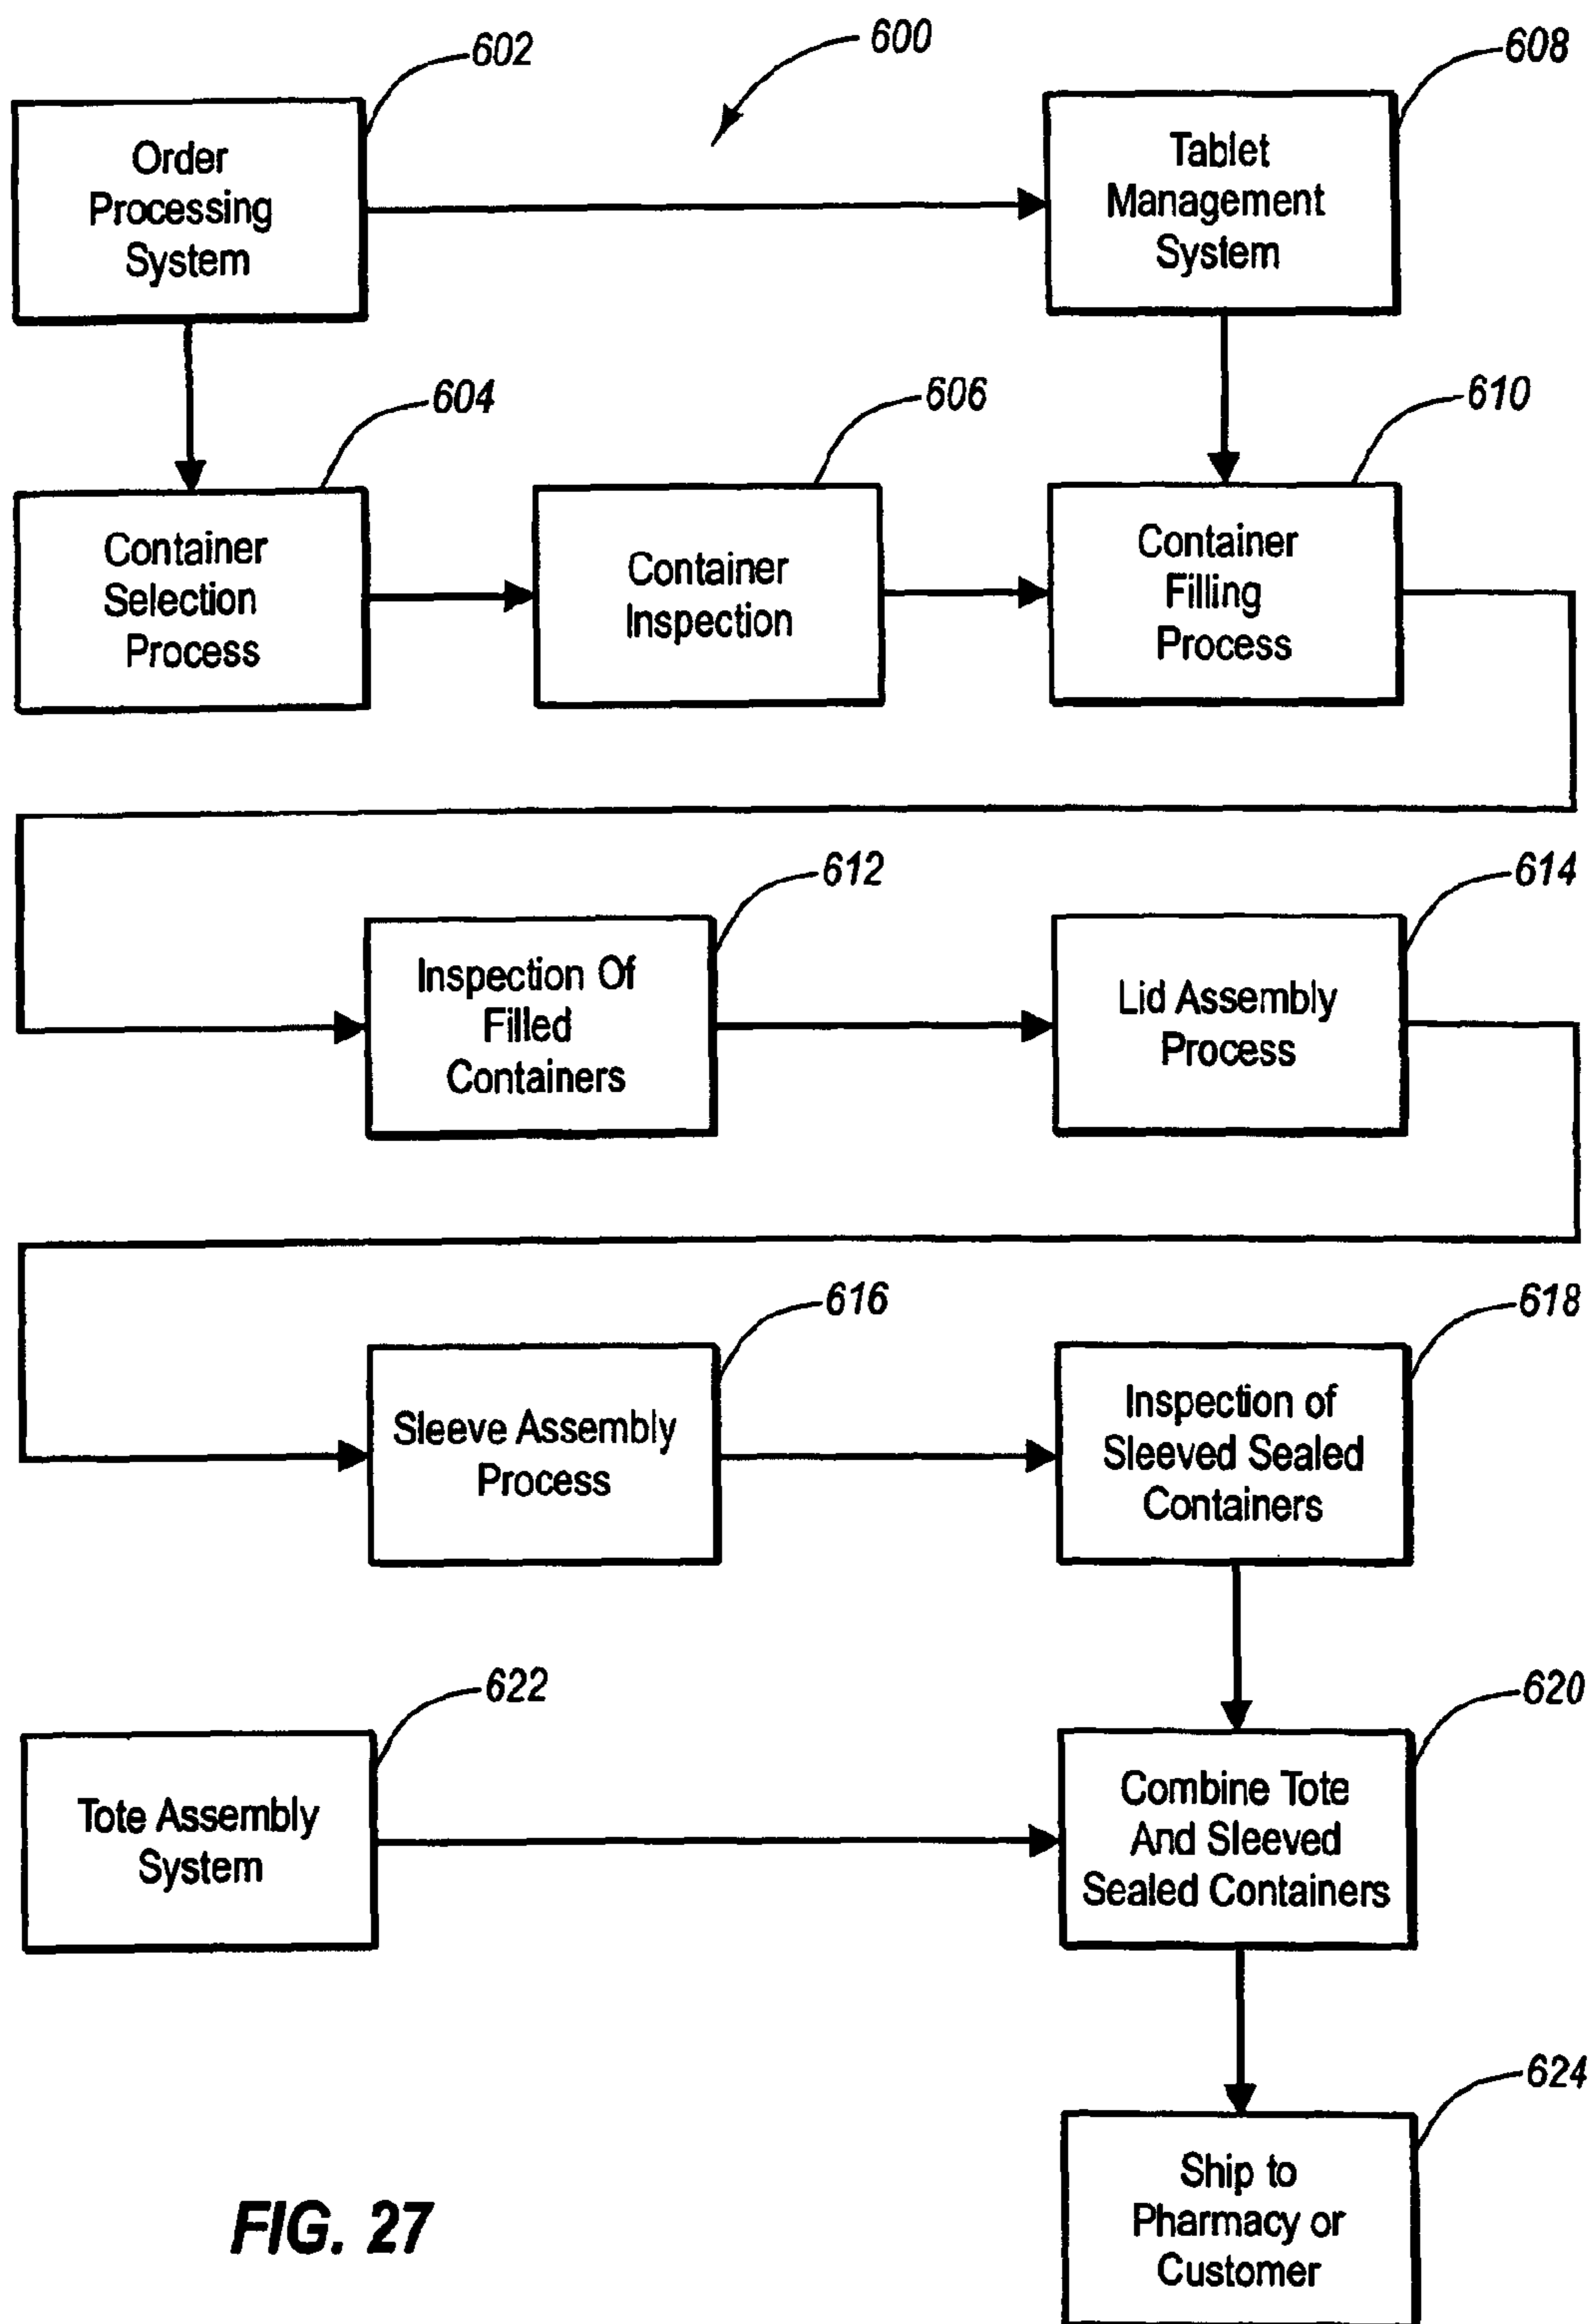 600
602
Order
Processing
System
608
Tablet
Management
System
604
Container
Selection
Process
606
Container
Inspection
610
Container
Filling
Process
612
Inspection Of
Filled
Containers
614
Lid Assembly
Process
616
Sleeve Assembly
Process
618
Inspection of
Sleeved Sealed
Containers
622
Tote Assembly
System
620
Combine Tote
And Sleeved
Sealed Containers
624
Ship to
Pharmacy or
Customer
FIG. 27